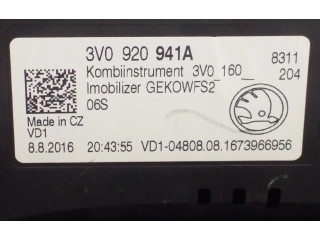 3V0 920 941A
8311
Kombiinstrument 3V0_160__
204
Imobilizer GEKOWFS2
06S
Made in CZ
VD1
8.8.2016 20:43:55 VD1-04808.08.1673966956